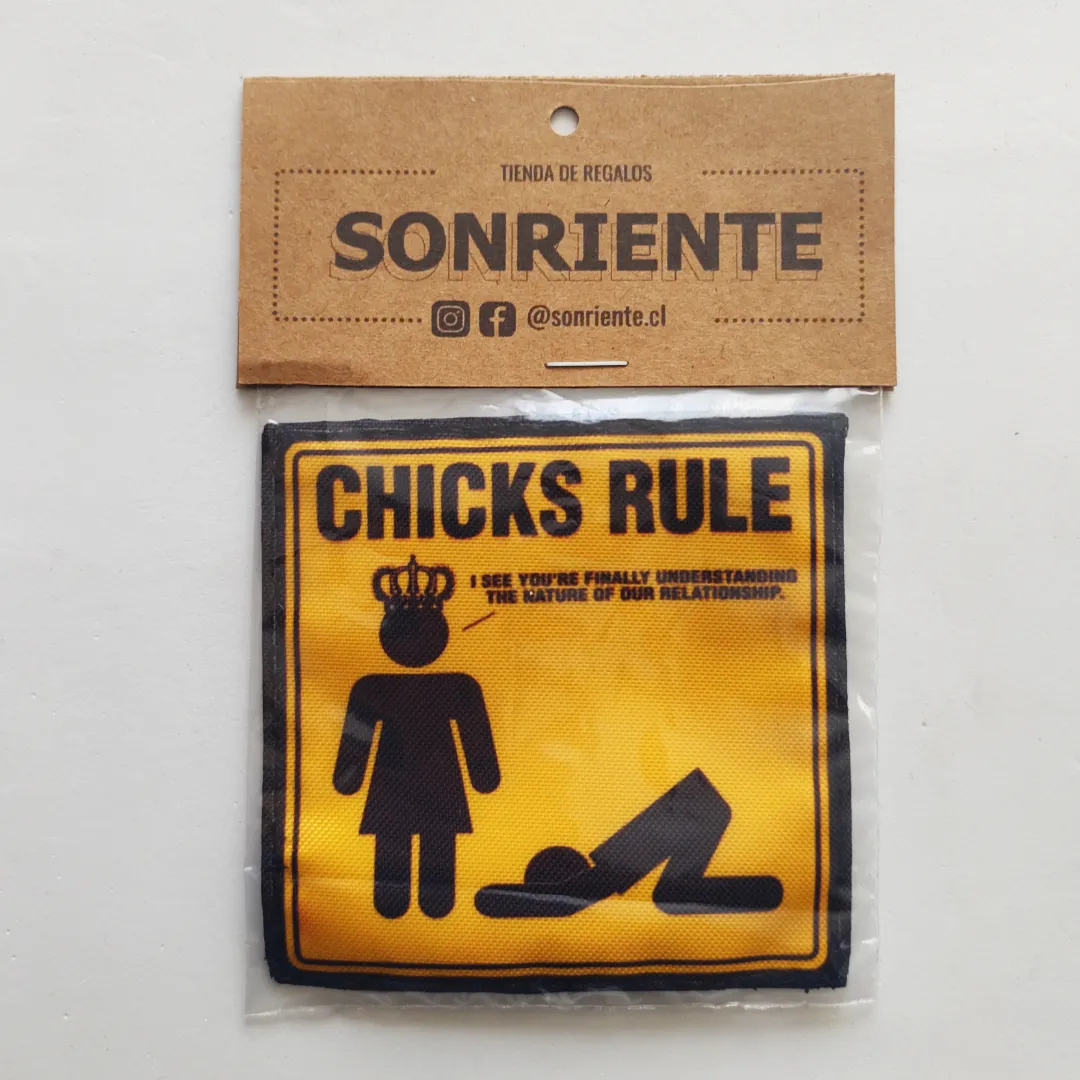 TIENDA DE REGALOS
SONRIENTE
@sonriente.cl
CHICKS RULE
I SEE YOU'RE FINALLY UNDERSTANDING
THE NATURE OF OUR RELATIONSHIP.